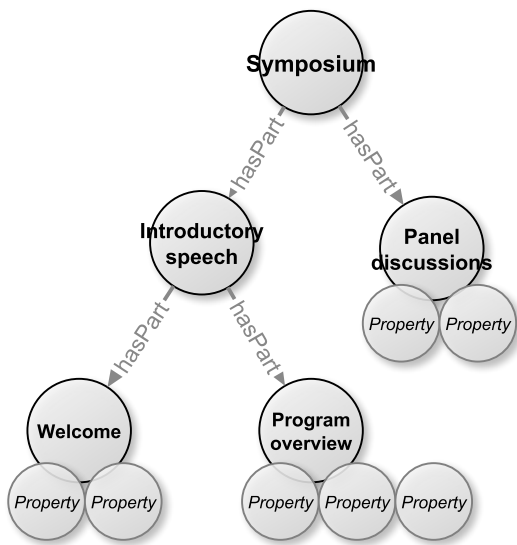 Symposium
hasPart
hasPart
Introductory
speech
Panel
discussions
Property
Property
hasPart
hasPart
Welcome
Program
overview
Property
Property
Property
Property
Property